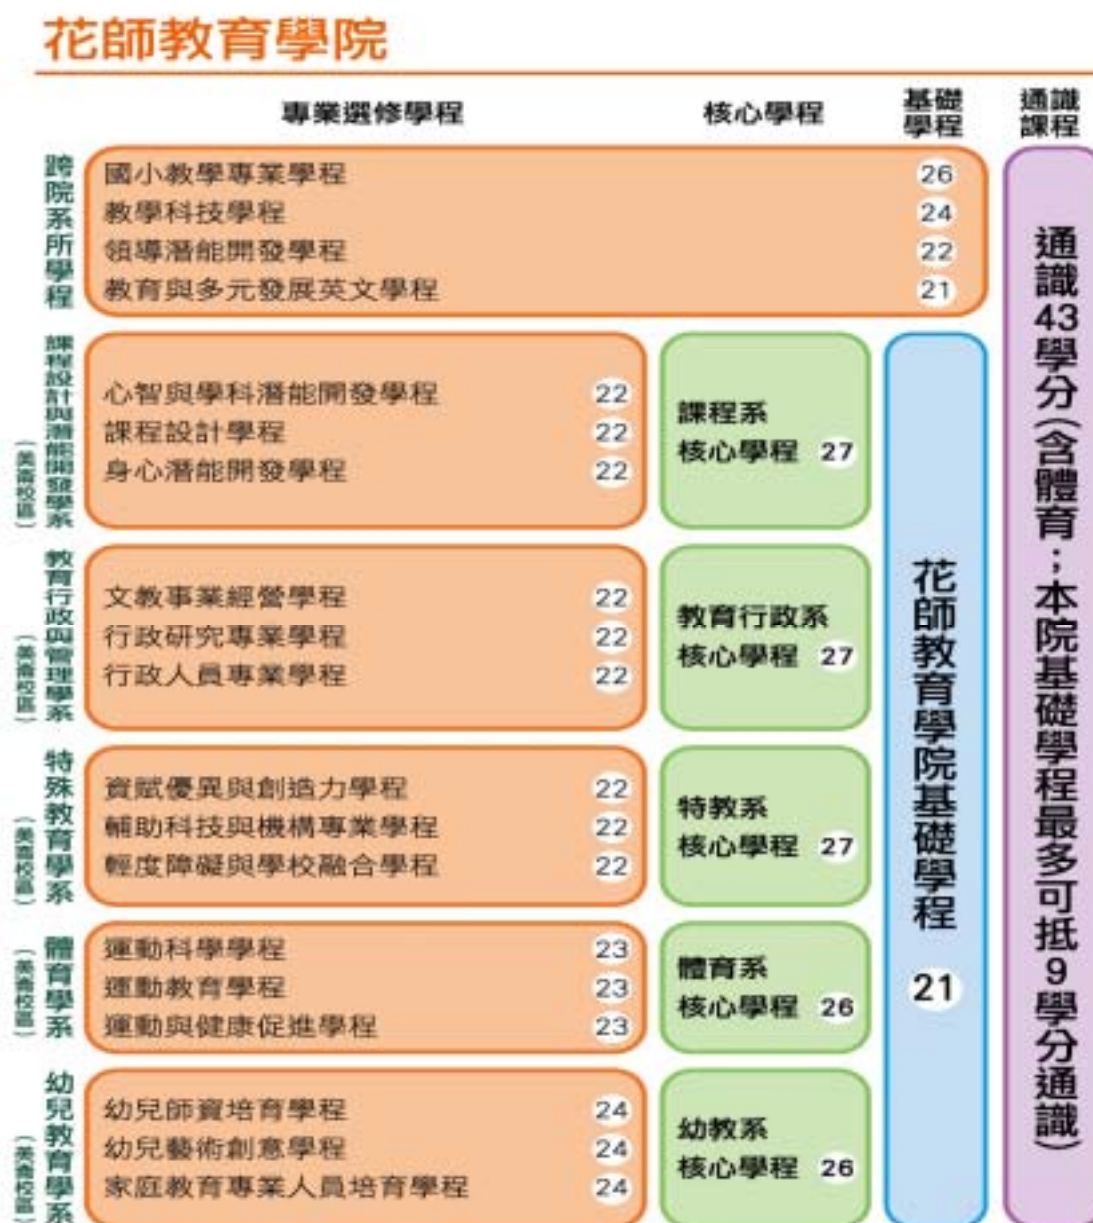 花師教育學院
專業選修學程
核心學程
基礎
學程
通識
課程
跨院系所學程
國小教學專業學程 26
教學科技學程 24
領導潛能開發學程 22
教育與多元發展英文學程 21
課程設計與潛能開發學系
(美崙校區)
心智與學科潛能開發學程 22
課程設計學程 22
身心潛能開發學程 22
課程系
核心學程 27
教育行政與管理學系
(美崙校區)
文教事業經營學程 22
行政研究專業學程 22
行政人員專業學程 22
教育行政系
核心學程 27
特殊教育學系
(美崙校區)
資賦優異與創造力學程 22
輔助科技與機構專業學程 22
輕度障礙與學校融合學程 22
特教系
核心學程 27
體育學系
(美崙校區)
運動科學學程 23
運動教育學程 23
運動與健康促進學程 23
體育系
核心學程 26
幼兒教育學系
(美崙校區)
幼兒師資培育學程 24
幼兒藝術創意學程 24
家庭教育專業人員培育學程 24
幼教系
核心學程 26
花師教育學院基礎學程 21
通識43學分(含體育;本院基礎學程最多可抵9學分通識)